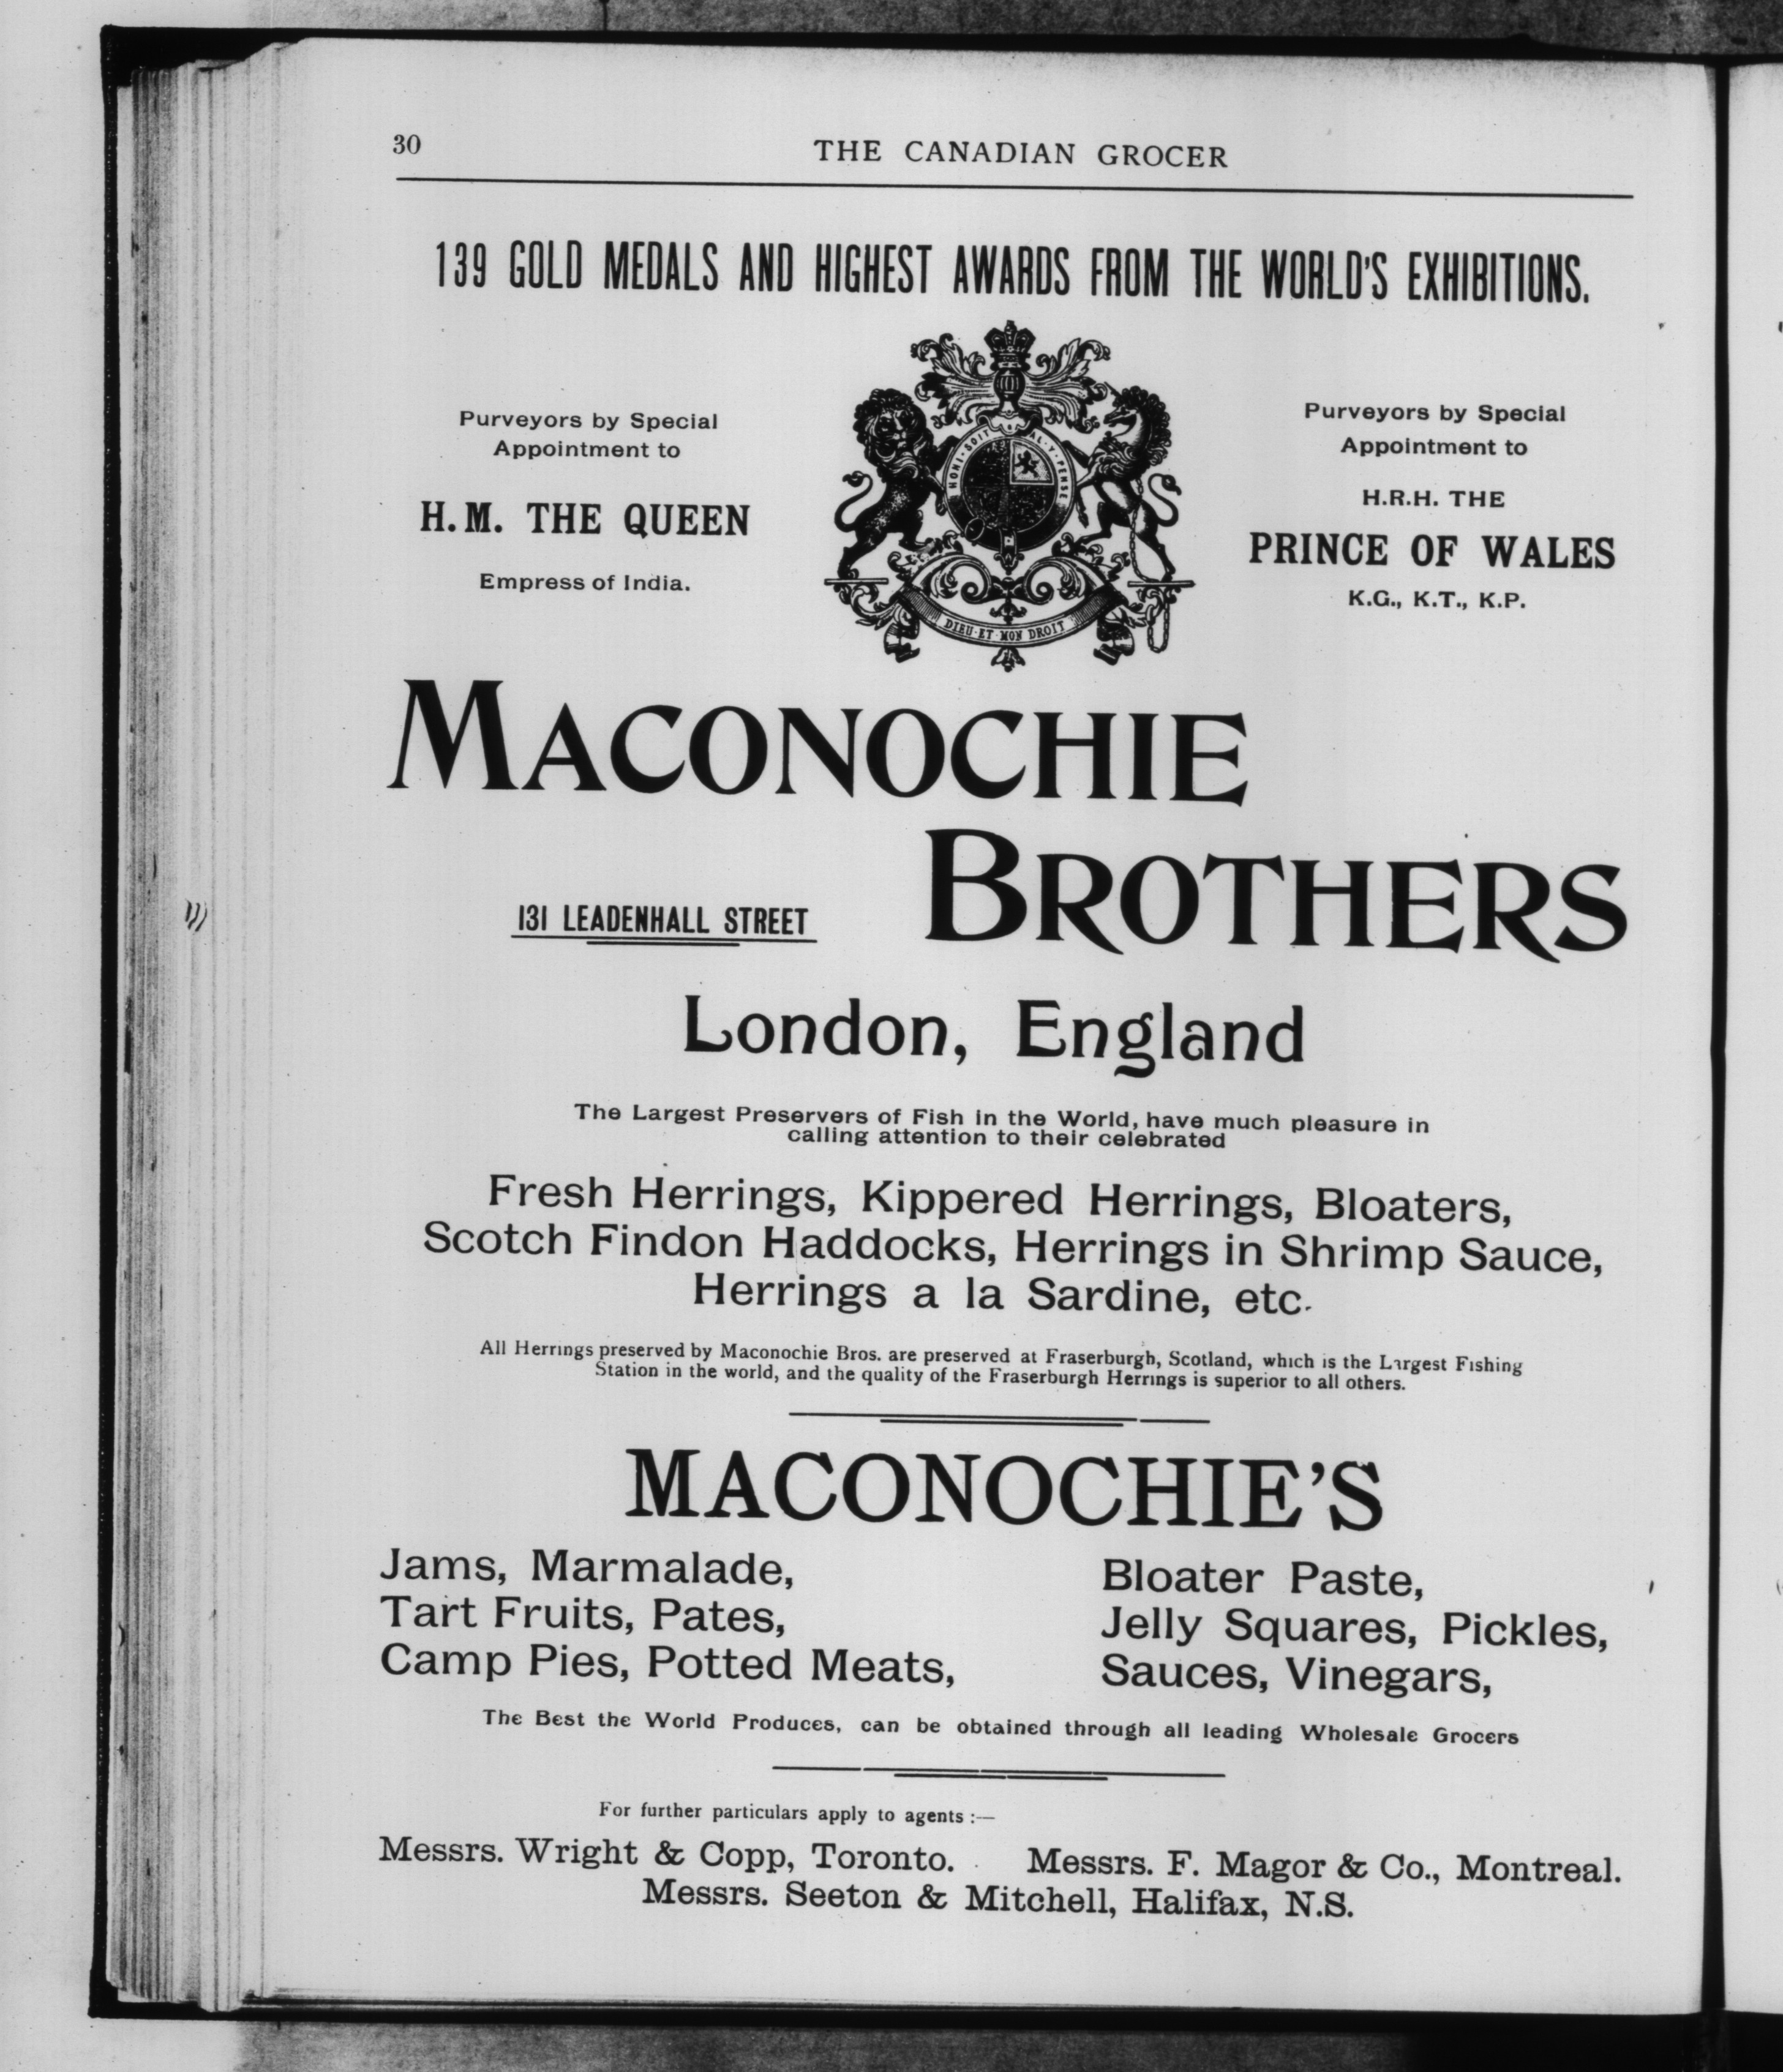 30
THE CANADIAN GROCER
139 GOLD MEDALS AND HIGHEST AWARDS FROM THE WORLD'S EXHIBITIONS.
Purveyors by Special
Appointment to
H.M. THE QUEEN
Empress of India.
HONI · SOIT
AL · Y · PENSE
DIEU · ET · MON DROIT
Purveyors by Special
Appointment to
H.R.H. THE
PRINCE OF WALES
K.G., K.T., K.P.
MACONOCHIE
BROTHERS
131 LEADENHALL STREET
London, England
The Largest Preservers of Fish in the World, have much pleasure in
calling attention to their celebrated
Fresh Herrings, Kippered Herrings, Bloaters,
Scotch Findon Haddocks, Herrings in Shrimp Sauce,
Herrings a la Sardine, etc.
All Herrings preserved by Maconochie Bros. are preserved at Fraserburgh, Scotland, which is the Largest Fishing
Station in the world, and the quality of the Fraserburgh Herrings is superior to all others.
MACONOCHIE'S
Jams, Marmalade,
Tart Fruits, Pates,
Camp Pies, Potted Meats,
Bloater Paste,
Jelly Squares, Pickles,
Sauces, Vinegars,
The Best the World Produces, can be obtained through all leading Wholesale Grocers
For further particulars apply to agents :—
Messrs. Wright & Copp, Toronto. Messrs. F. Magor & Co., Montreal.
Messrs. Seeton & Mitchell, Halifax, N.S.